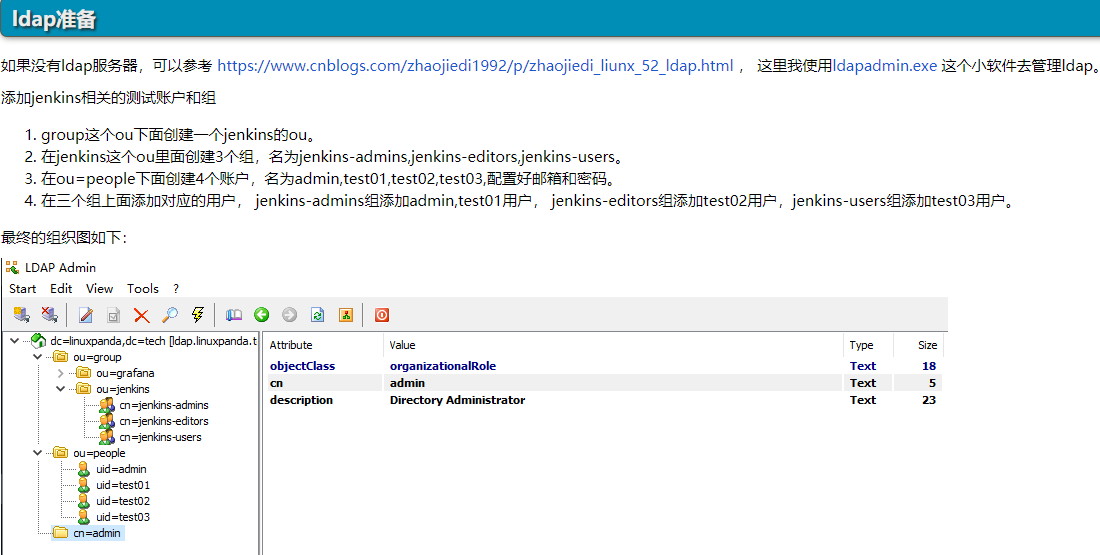 ldap准备
如果没有ldap服务器，可以参考 https://www.cnblogs.com/zhaojiedi1992/p/zhaojiedi_liunx_52_ldap.html ， 这里我使用ldapadmin.exe 这个小软件去管理ldap。
添加jenkins相关的测试账户和组
1. group这个ou下面创建一个jenkins的ou。
2. 在jenkins这个ou里面创建3个组，名为jenkins-admins,jenkins-editors,jenkins-users。
3. 在ou=people下面创建4个账户，名为admin,test01,test02,test03,配置好邮箱和密码。
4. 在三个组上面添加对应的用户， jenkins-admins组添加admin,test01用户， jenkins-editors组添加test02用户，jenkins-users组添加test03用户。
最终的组织图如下：
LDAP Admin
Start Edit View Tools ?
dc=linuxpanda,dc=tech [ldap.linuxpanda.t
ou=group
ou=grafana
ou=jenkins
cn=jenkins-admins
cn=jenkins-editors
cn=jenkins-users
ou=people
uid=admin
uid=test01
uid=test02
uid=test03
cn=admin
Attribute Value Type Size
objectClass organizationalRole Text 18
cn admin Text 5
description Directory Administrator Text 23